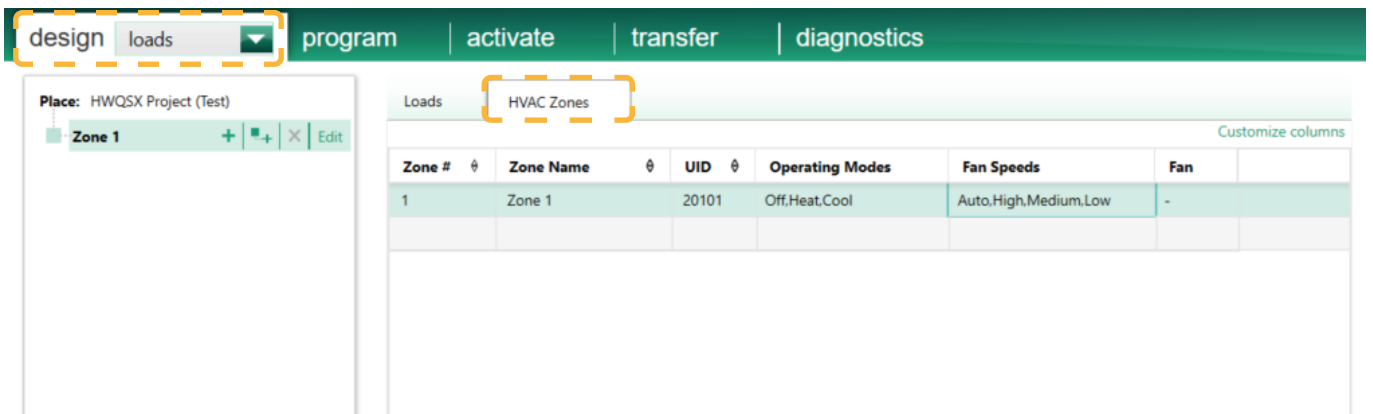 design loads program activate transfer diagnostics
Place: HWQSX Project (Test)
Zone 1 Edit
Loads HVAC Zones
Customize columns
Zone # Zone Name UID Operating Modes Fan Speeds Fan
1 Zone 1 20101 Off,Heat,Cool Auto,High,Medium,Low -